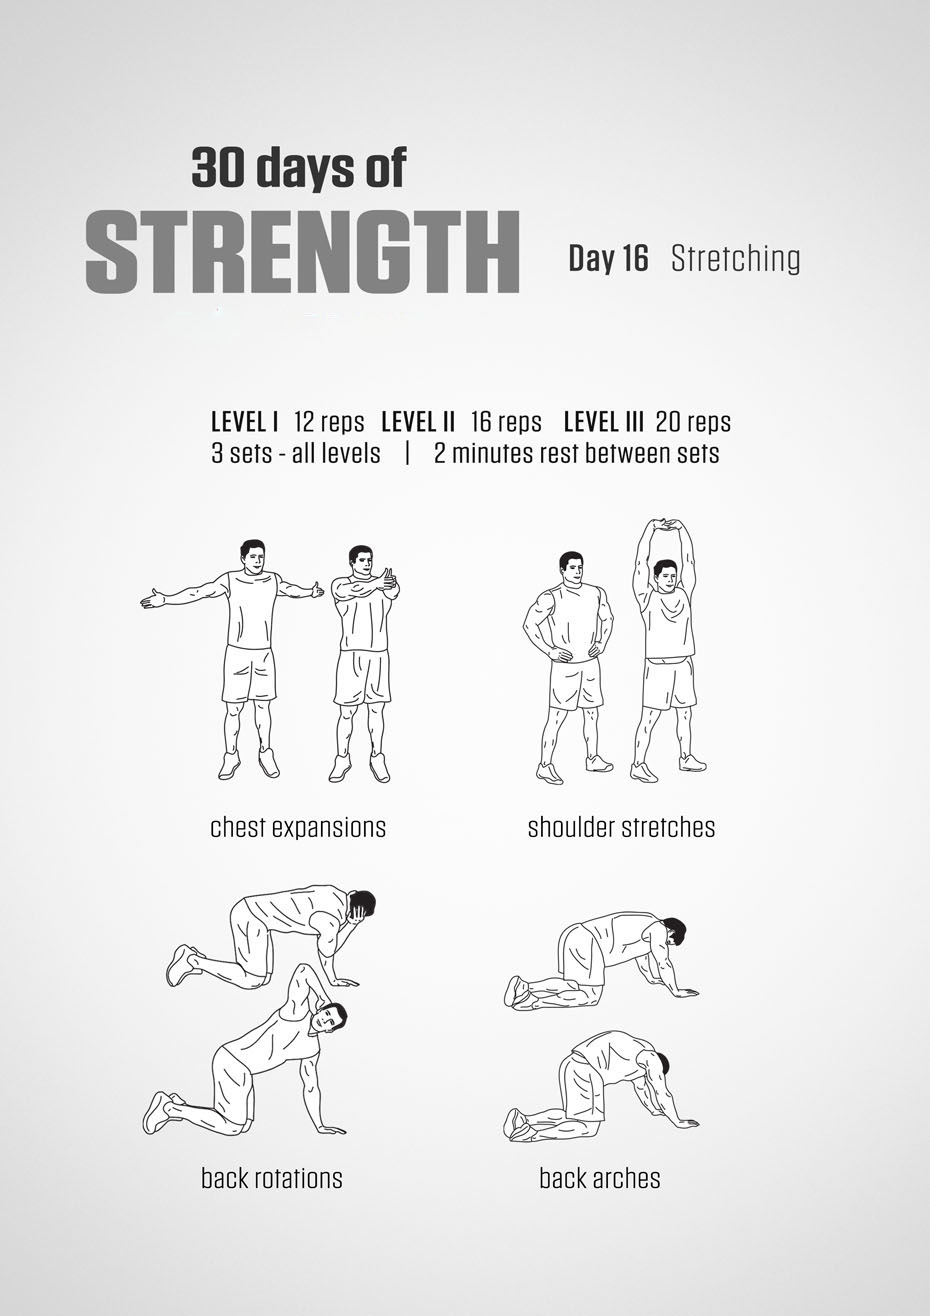 30 days of
STRENGTH
Day 16 Stretching
LEVEL I 12 reps LEVEL II 16 reps LEVEL III 20 reps
3 sets - all levels | 2 minutes rest between sets
chest expansions
shoulder stretches
back rotations
back arches